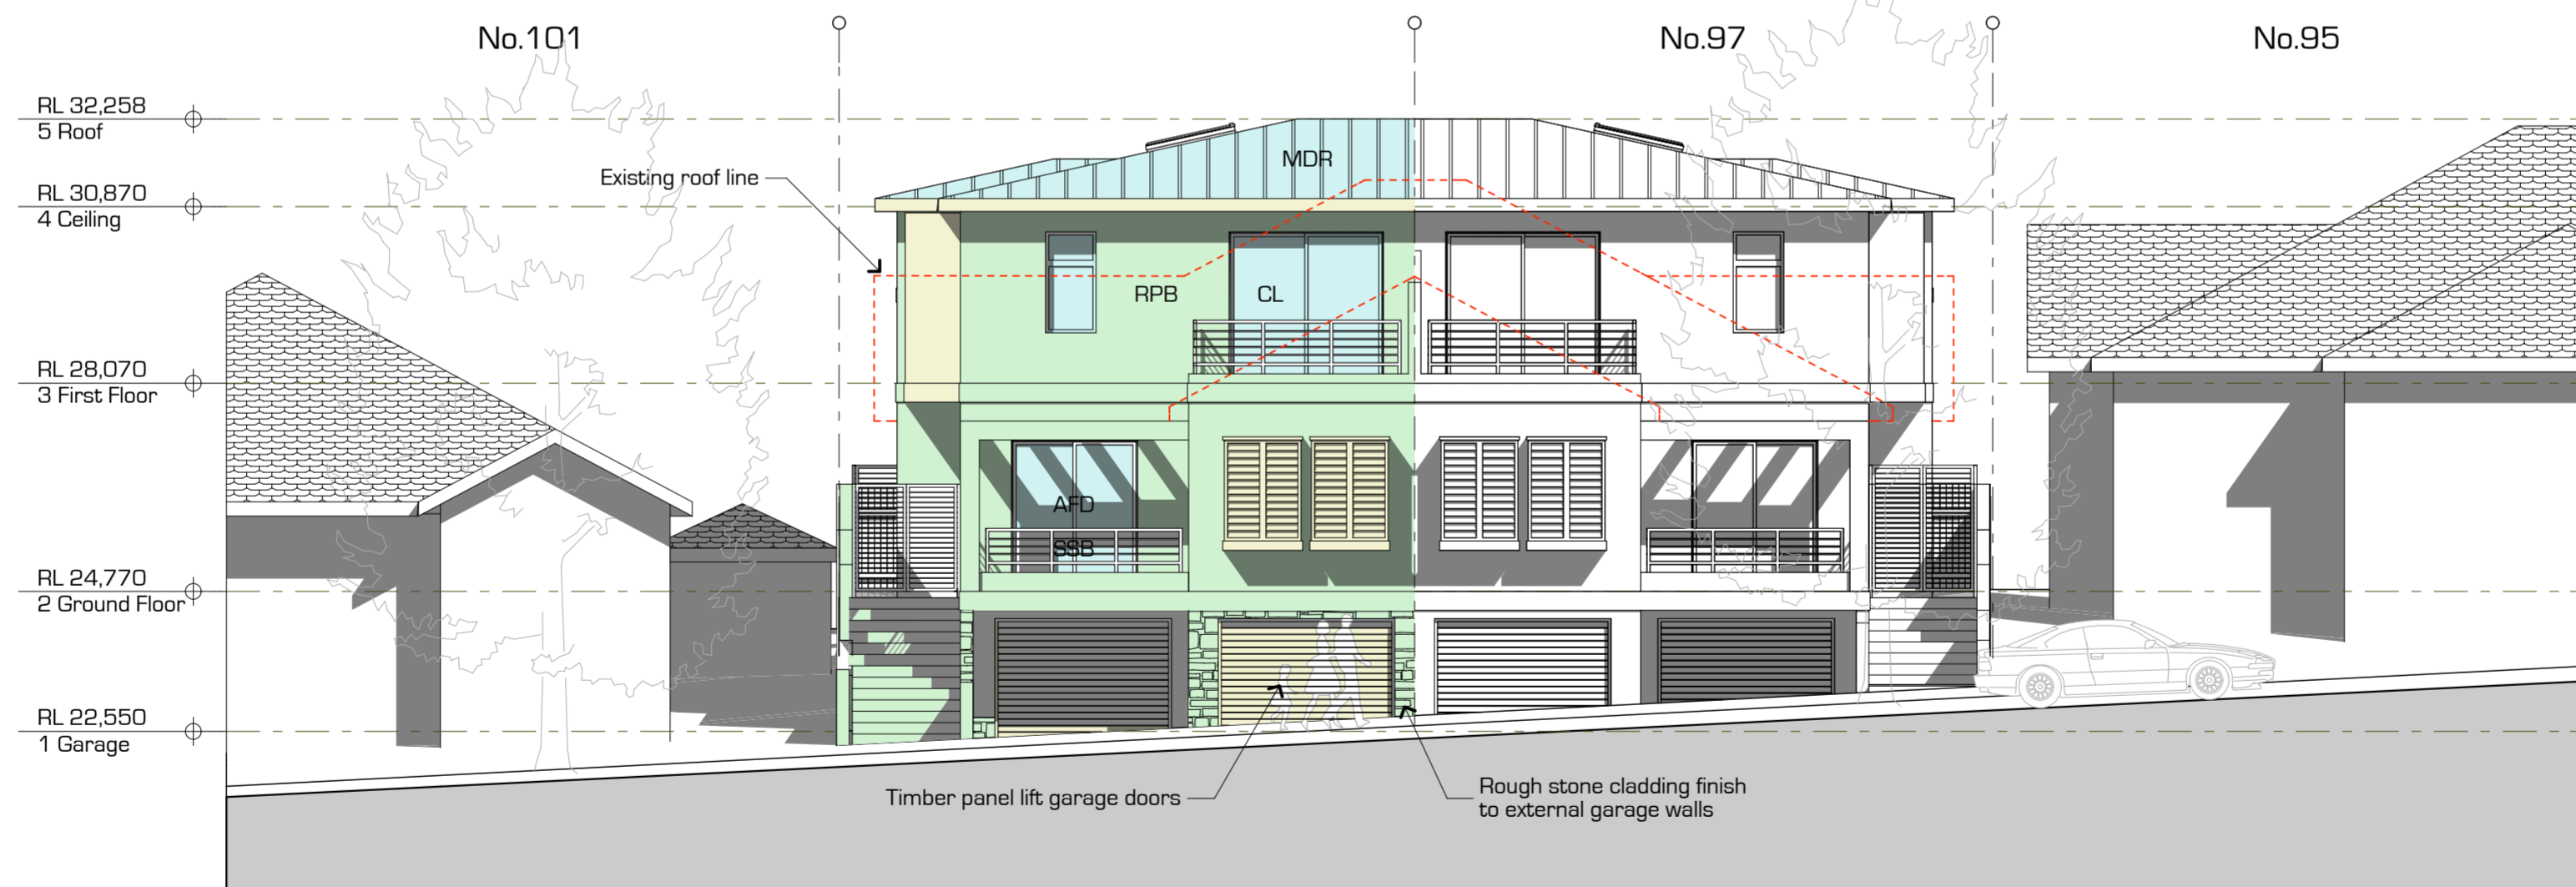 No.101
No.97
No.95
RL 32,258
5 Roof
MDR
Existing roof line
RL 30,870
4 Ceiling
RPB
CL
RL 28,070
3 First Floor
AFD
SSB
RL 24,770
2 Ground Floor
RL 22,550
1 Garage
Timber panel lift garage doors
Rough stone cladding finish
to external garage walls